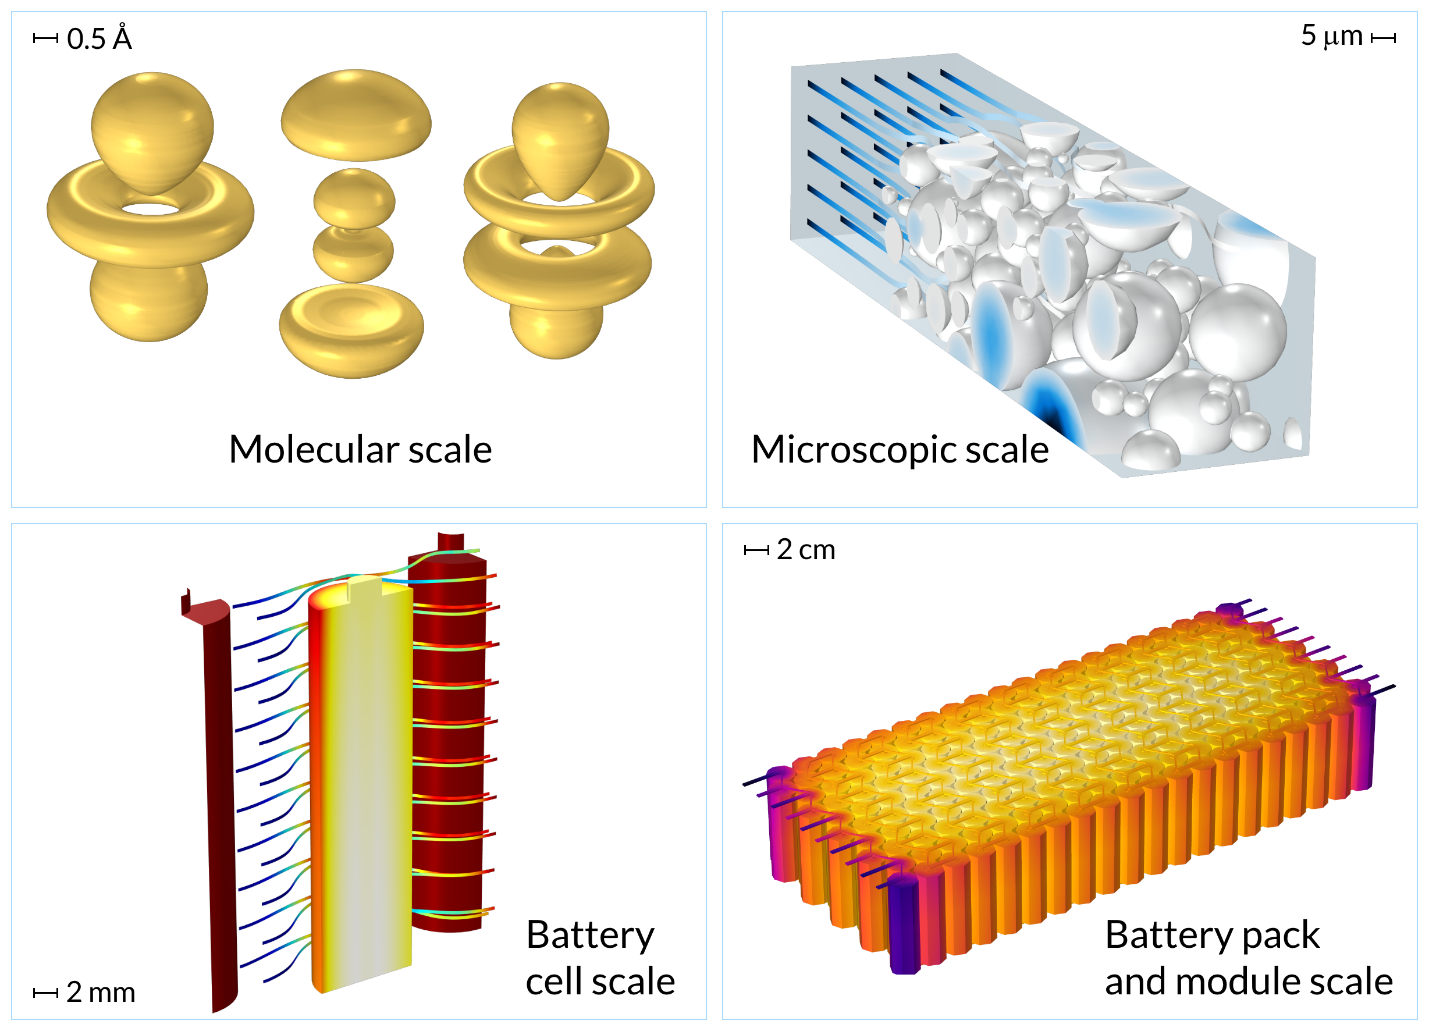 0.5 Å
Molecular scale
5 μm
Microscopic scale
Battery
cell scale
2 mm
2 cm
Battery pack
and module scale